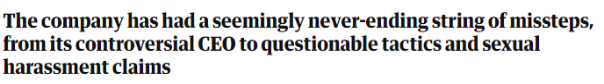 The company has had a seemingly never-ending string of missteps,
from its controversial CEO to questionable tactics and sexual
harassment claims